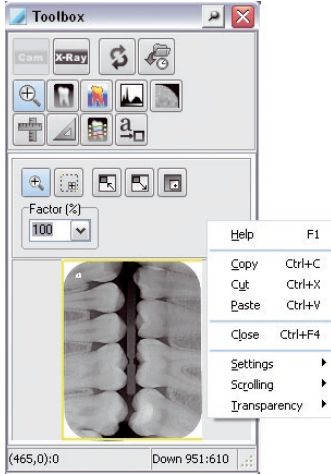 Toolbox
Cam X-Ray
a
Factor (%)
100
Help F1
Copy Ctrl+C
Cut Ctrl+X
Paste Ctrl+V
Close Ctrl+F4
Settings
Scrolling
Transparency
a
(465,0):0 Down 951:610